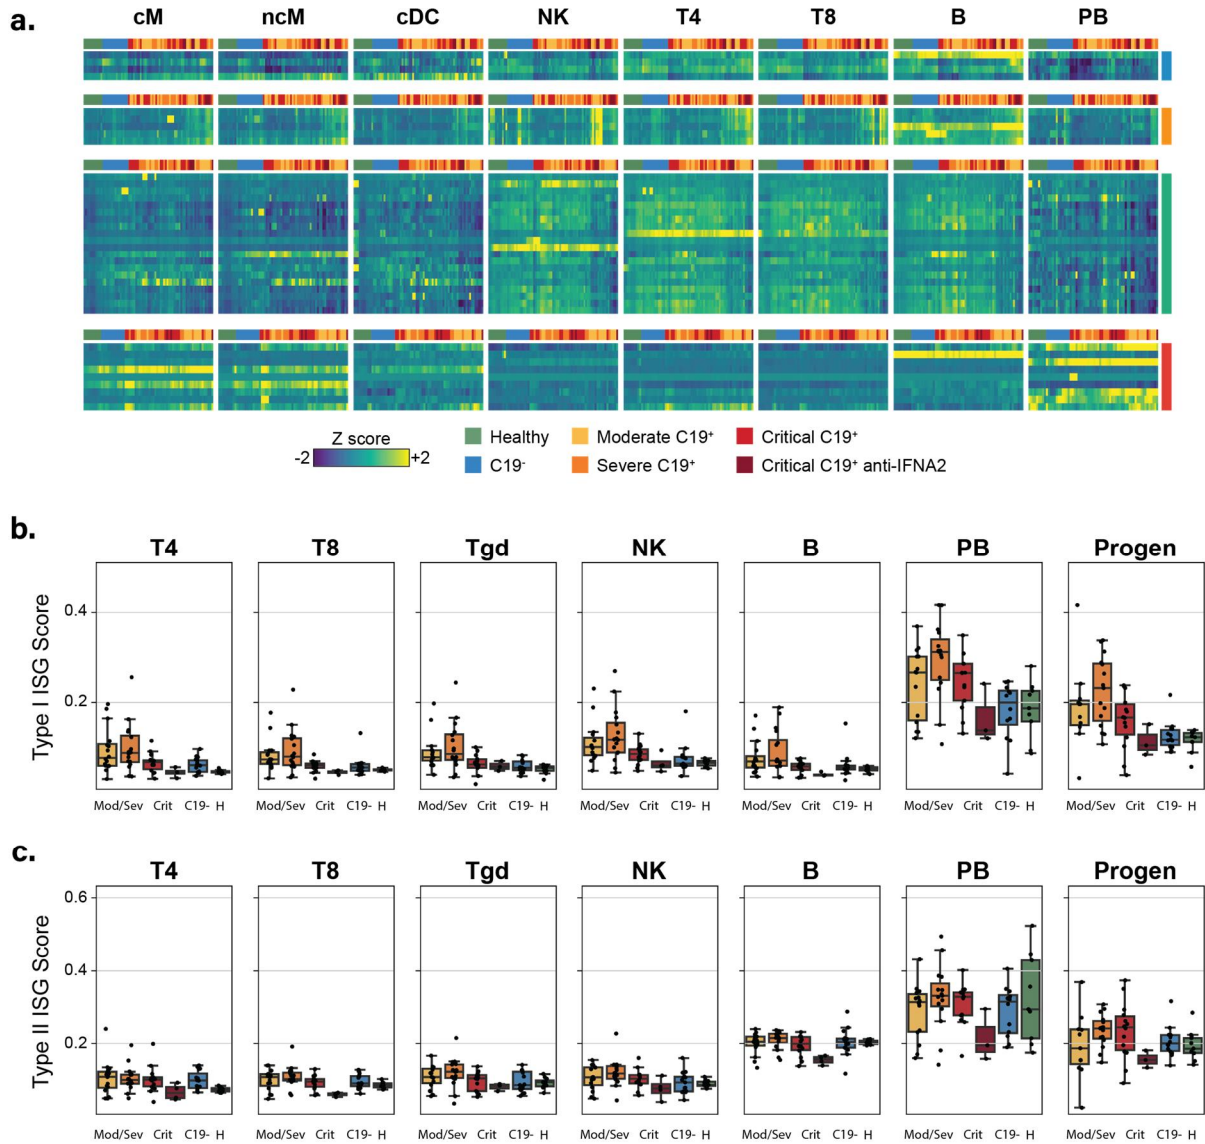 a.
cM ncM cDC NK T4 T8 B PB
Z score
-2 +2
Healthy Moderate C19⁺ Critical C19⁺
C19⁻ Severe C19⁺ Critical C19⁺ anti-IFNA2
b.
T4 T8 Tgd NK B PB Progen
Type I ISG Score
0.4
0.2
Mod/Sev Crit C19- H Mod/Sev Crit C19- H Mod/Sev Crit C19- H Mod/Sev Crit C19- H Mod/Sev Crit C19- H Mod/Sev Crit C19- H Mod/Sev Crit C19- H
c.
T4 T8 Tgd NK B PB Progen
Type II ISG Score
0.6
0.4
0.2
Mod/Sev Crit C19- H Mod/Sev Crit C19- H Mod/Sev Crit C19- H Mod/Sev Crit C19- H Mod/Sev Crit C19- H Mod/Sev Crit C19- H Mod/Sev Crit C19- H